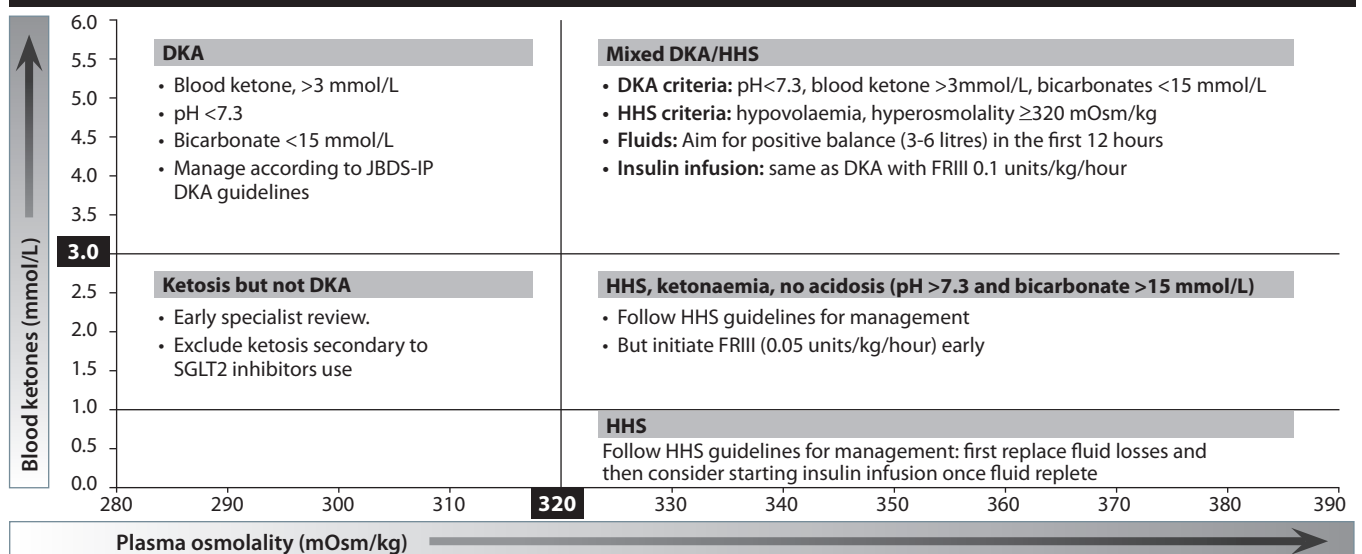 6.0
5.5
5.0
4.5
4.0
3.5
3.0
2.5
2.0
1.5
1.0
0.5
0.0
Blood ketones (mmol/L)
DKA
• Blood ketone, >3 mmol/L
• pH <7.3
• Bicarbonate <15 mmol/L
• Manage according to JBDS-IP
DKA guidelines
Mixed DKA/HHS
• DKA criteria: pH<7.3, blood ketone >3mmol/L, bicarbonates <15 mmol/L
• HHS criteria: hypovolaemia, hyperosmolality ≥320 mOsm/kg
• Fluids: Aim for positive balance (3-6 litres) in the first 12 hours
• Insulin infusion: same as DKA with FRIII 0.1 units/kg/hour
Ketosis but not DKA
• Early specialist review.
• Exclude ketosis secondary to
SGLT2 inhibitors use
HHS, ketonaemia, no acidosis (pH >7.3 and bicarbonate >15 mmol/L)
• Follow HHS guidelines for management
• But initiate FRIII (0.05 units/kg/hour) early
HHS
Follow HHS guidelines for management: first replace fluid losses and
then consider starting insulin infusion once fluid replete
280 290 300 310 320 330 340 350 360 370 380 390
Plasma osmolality (mOsm/kg)